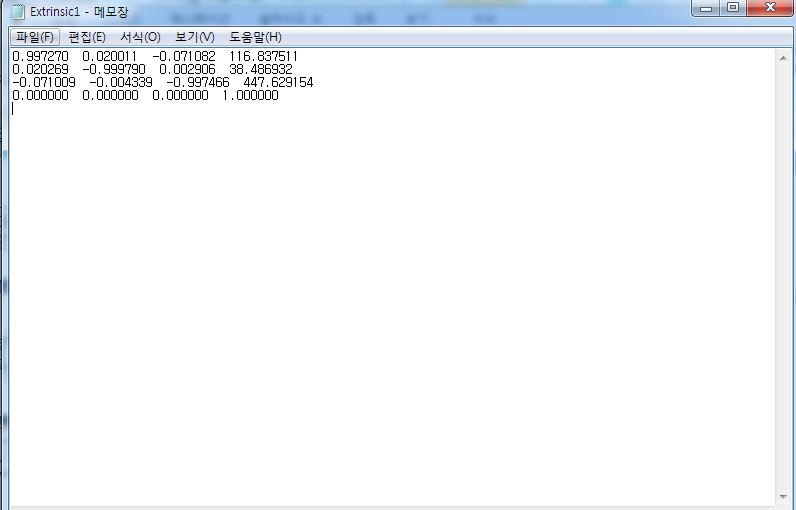 Extrinsic1 - 메모장
파일(F) 편집(E) 서식(O) 보기(V) 도움말(H)
0.997270 0.020011 -0.071082 116.837511
0.020269 -0.999790 0.002906 38.486932
-0.071009 -0.004339 -0.997466 447.629154
0.000000 0.000000 0.000000 1.000000